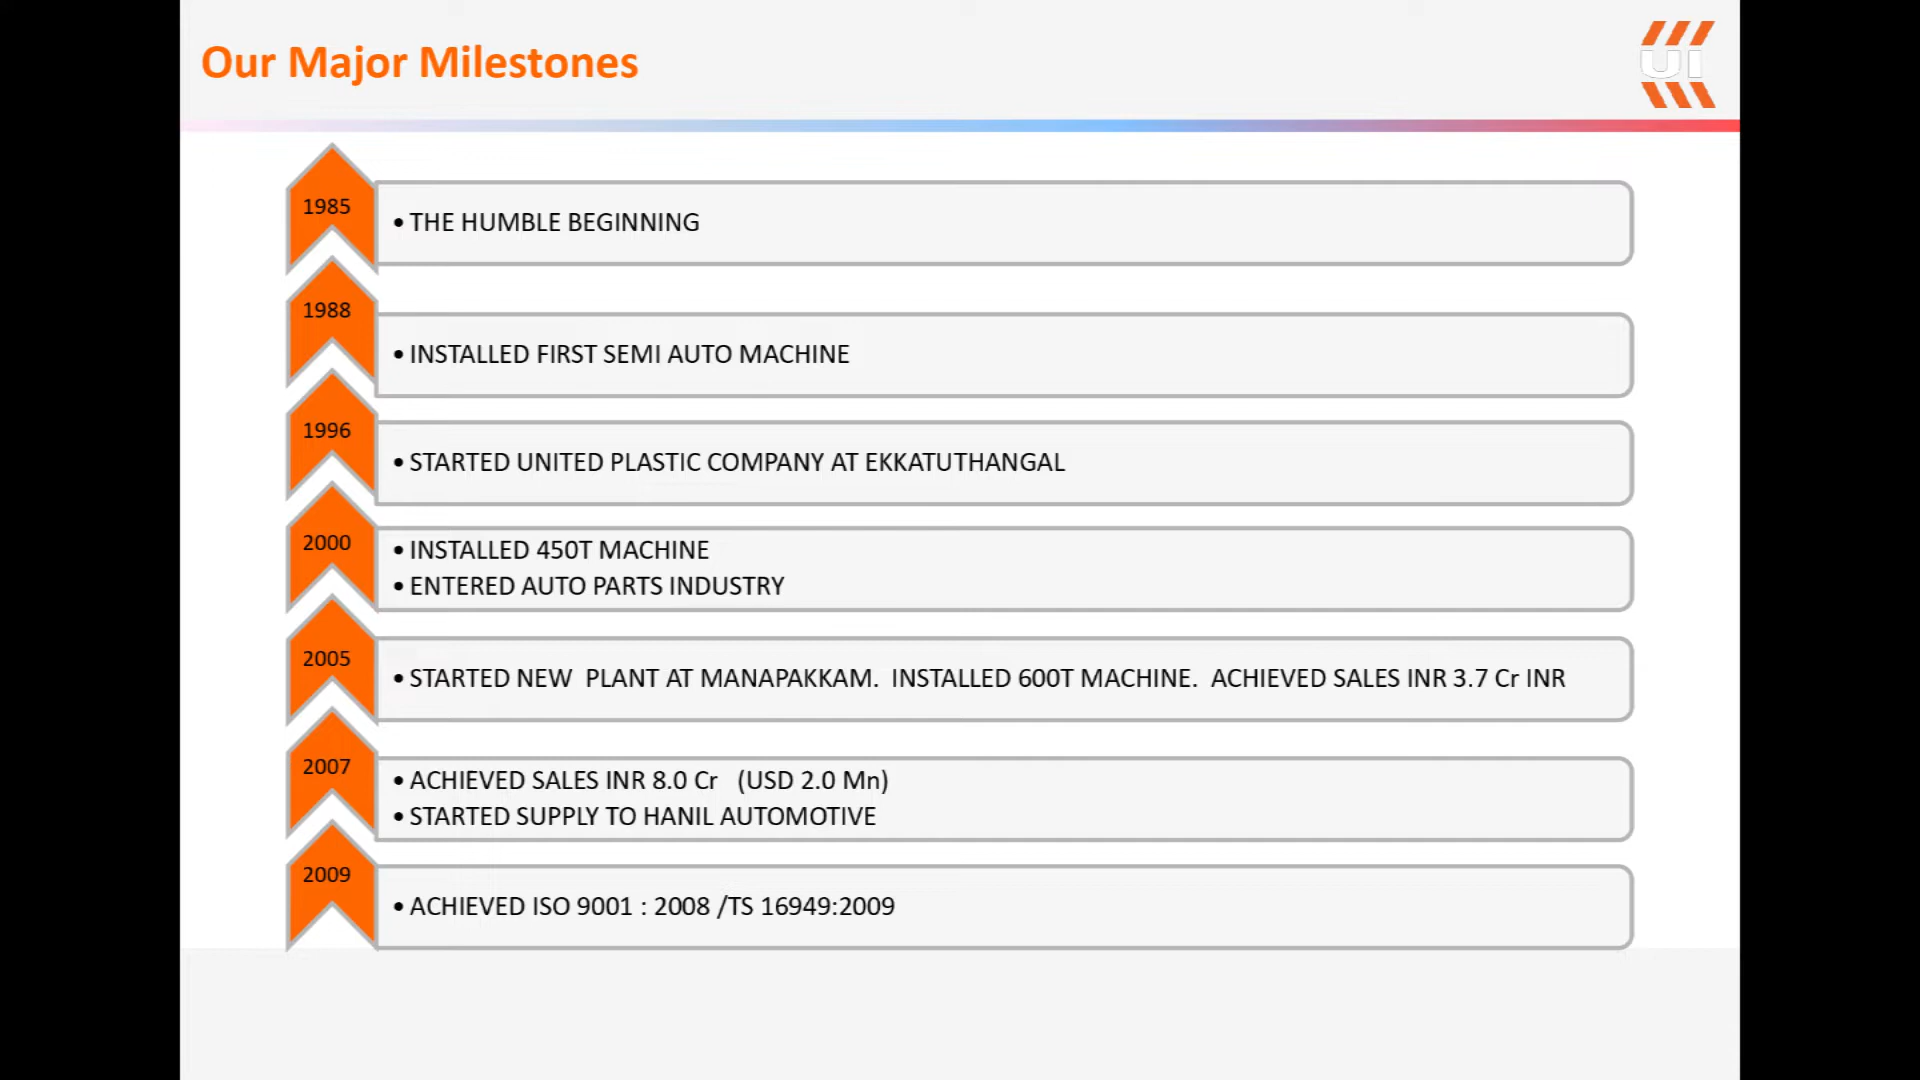 Our Major Milestones
UI
1985
• THE HUMBLE BEGINNING
1988
• INSTALLED FIRST SEMI AUTO MACHINE
1996
• STARTED UNITED PLASTIC COMPANY AT EKKATUTHANGAL
2000
• INSTALLED 450T MACHINE
• ENTERED AUTO PARTS INDUSTRY
2005
• STARTED NEW  PLANT AT MANAPAKKAM.  INSTALLED 600T MACHINE.  ACHIEVED SALES INR 3.7 Cr INR
2007
• ACHIEVED SALES INR 8.0 Cr   (USD 2.0 Mn)
• STARTED SUPPLY TO HANIL AUTOMOTIVE
2009
• ACHIEVED ISO 9001 : 2008 /TS 16949:2009